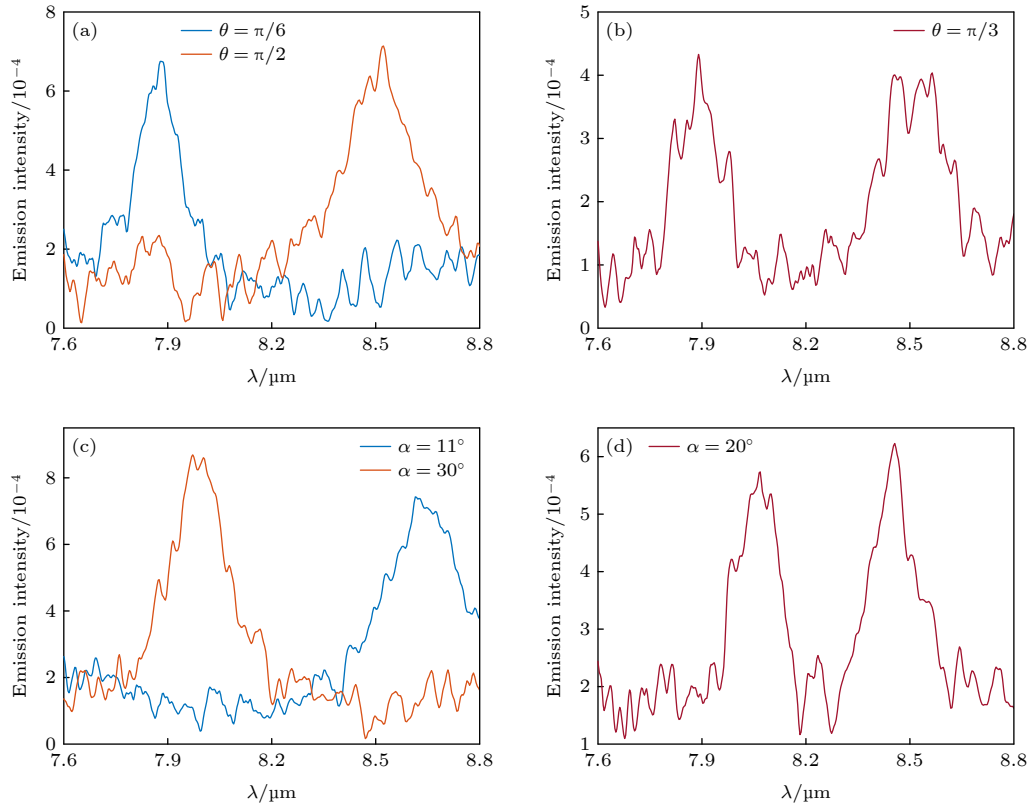 (a)
θ = π/6
θ = π/2
Emission intensity/10⁻⁴
8
6
4
2
0
7.6
7.9
8.2
8.5
8.8
λ/µm
(b)
θ = π/3
Emission intensity/10⁻⁴
5
4
3
2
1
0
7.6
7.9
8.2
8.5
8.8
λ/µm
(c)
α = 11°
α = 30°
Emission intensity/10⁻⁴
8
6
4
2
0
7.6
7.9
8.2
8.5
8.8
λ/µm
(d)
α = 20°
Emission intensity/10⁻⁴
6
5
4
3
2
1
7.6
7.9
8.2
8.5
8.8
λ/µm